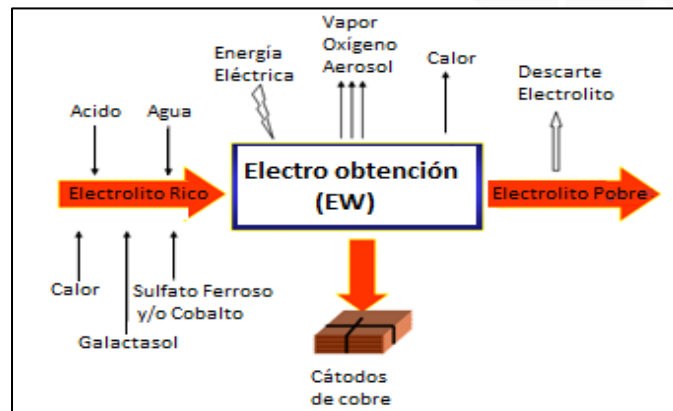 Vapor
Oxígeno
Aerosol
Energía
Eléctrica
Calor
Descarte
Electrolito
Acido
Agua
Electro obtención
(EW)
Electrolito Rico
Electrolito Pobre
Calor
Sulfato Ferroso
y/o Cobalto
Galactasol
Cátodos
de cobre